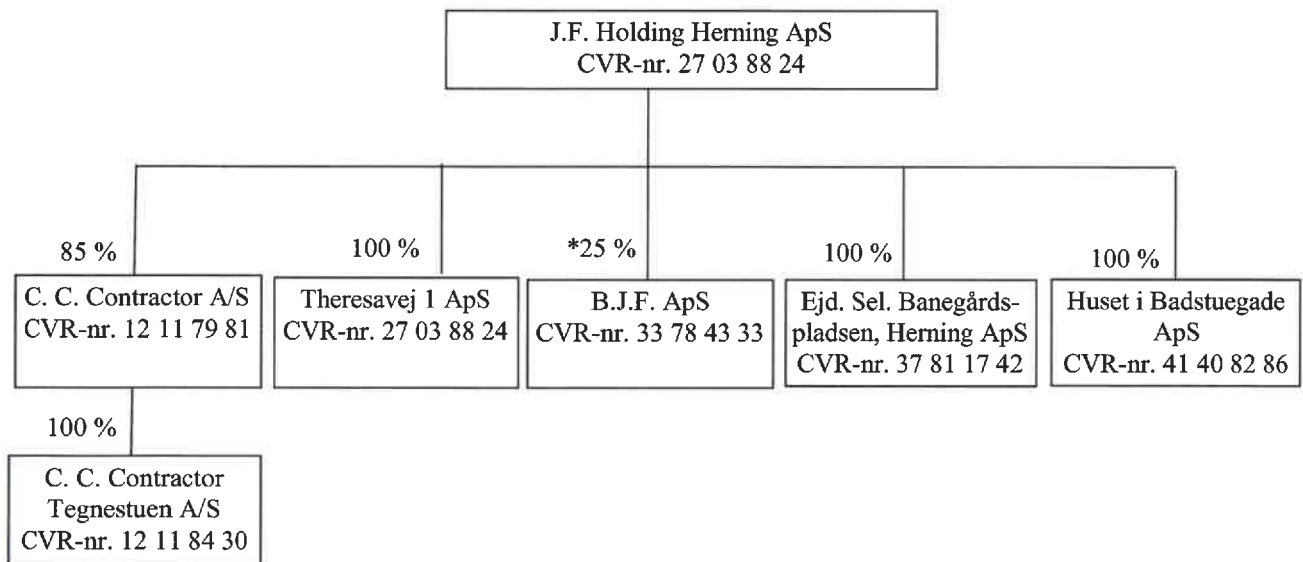 J.F. Holding Herning ApS
CVR-nr. 27 03 88 24
85 %
100 %
*25 %
100 %
100 %
C. C. Contractor A/S
CVR-nr. 12 11 79 81
Theresavej 1 ApS
CVR-nr. 27 03 88 24
B.J.F. ApS
CVR-nr. 33 78 43 33
Ejd. Sel. Banegårds-
pladsen, Herning ApS
CVR-nr. 37 81 17 42
Huset i Badstuegade
ApS
CVR-nr. 41 40 82 86
100 %
C. C. Contractor
Tegnestuen A/S
CVR-nr. 12 11 84 30